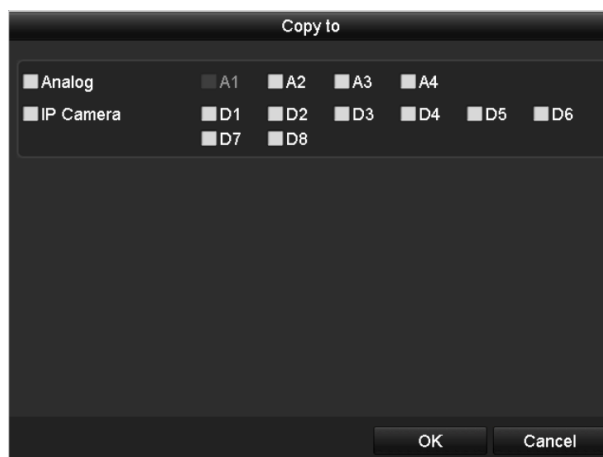 Copy to
Analog A1 A2 A3 A4
IP Camera D1 D2 D3 D4 D5 D6
D7 D8
OK Cancel